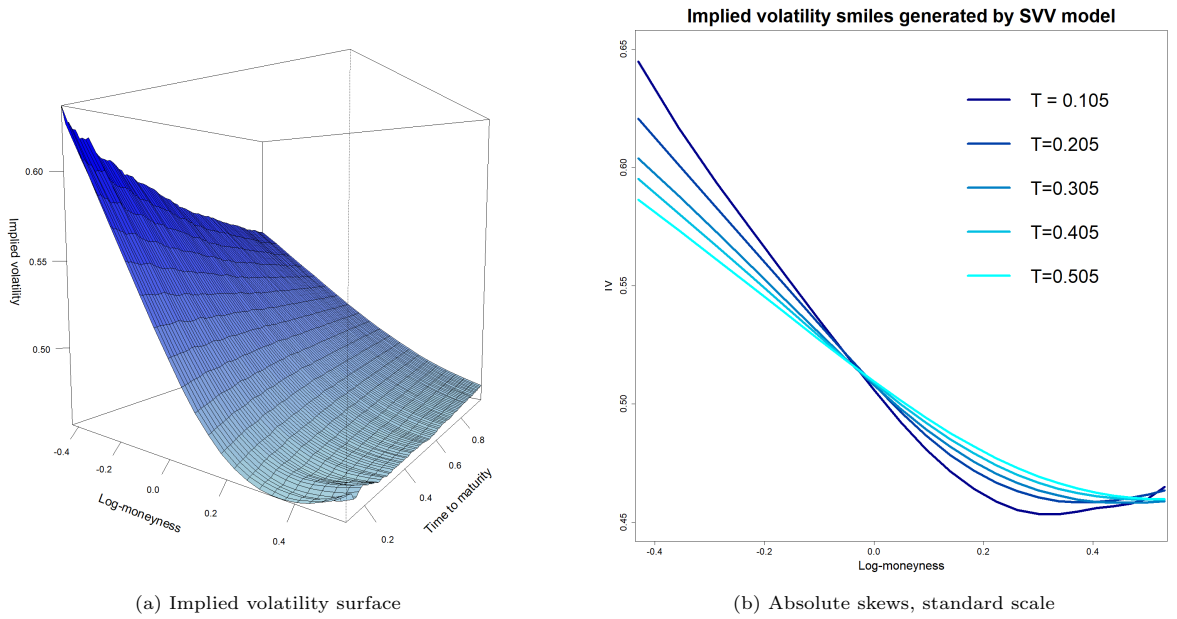 Implied volatility
0.60
0.55
0.50
-0.4
-0.2
0.0
0.2
0.4
Log-moneyness
0.2
0.4
0.6
0.8
Time to maturity
(a) Implied volatility surface
Implied volatility smiles generated by SVV model
IV
0.65
0.60
0.55
0.50
0.45
T = 0.105
T=0.205
T=0.305
T=0.405
T=0.505
-0.4
-0.2
0.0
0.2
0.4
Log-moneyness
(b) Absolute skews, standard scale